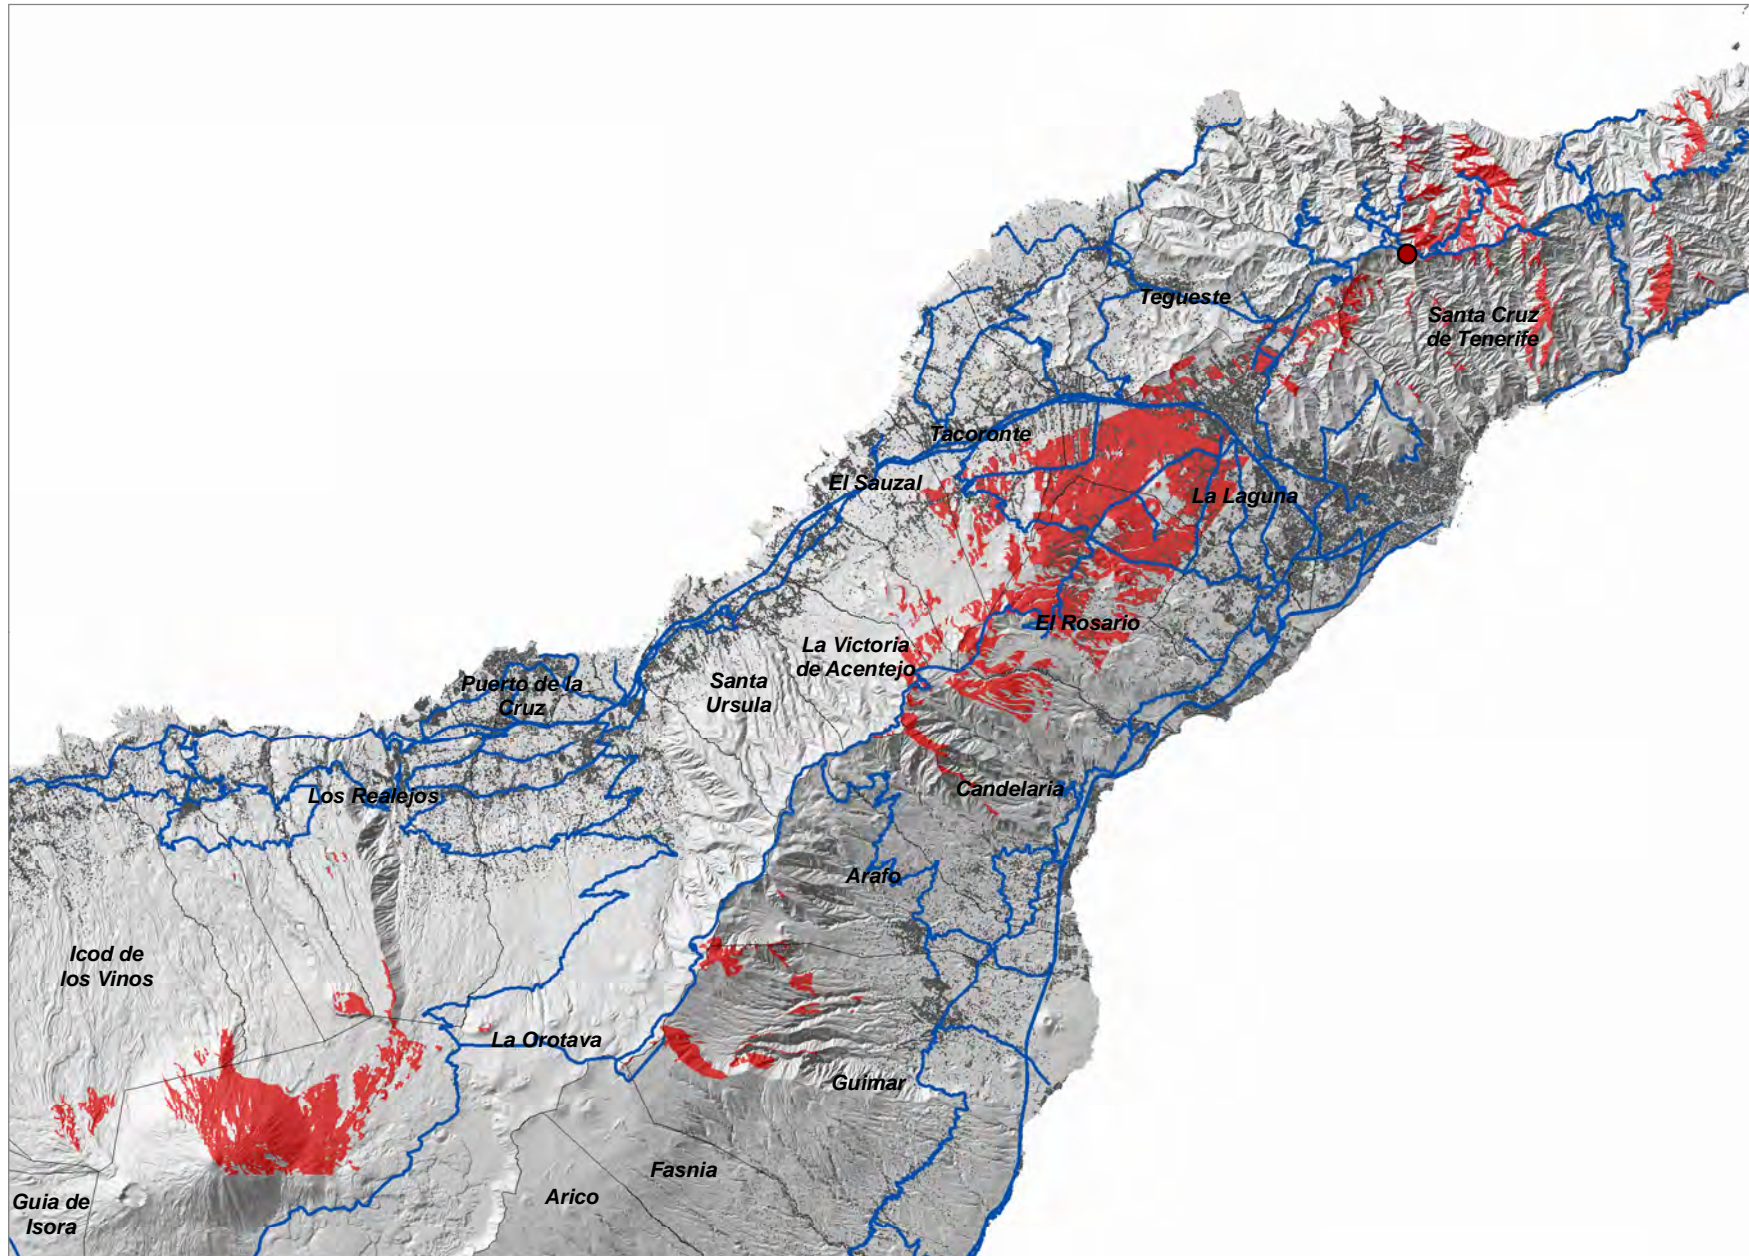 Tegueste
Santa Cruz
de Tenerife
Tacoronte
El Sauzal
La Laguna
El Rosario
La Victoria
de Acentejo
Santa
Ursula
Puerto de la
Cruz
Los Realejos
Candelaria
Arafo
Icod de
los Vinos
La Orotava
Guimar
Fasnia
Arico
Guia de
Isora